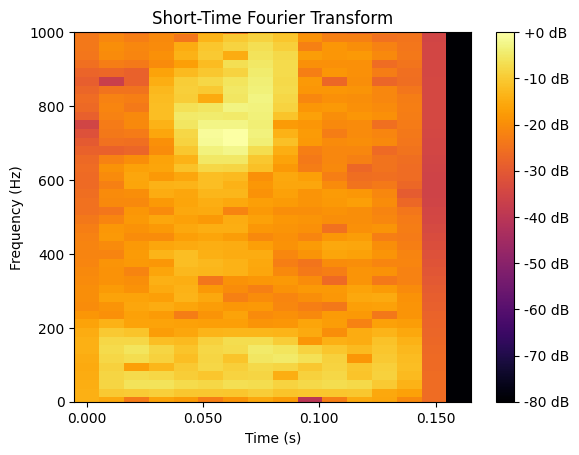 Short-Time Fourier Transform
1000
800
600
400
200
0
Frequency (Hz)
0.000
0.050
0.100
0.150
Time (s)
+0 dB
-10 dB
-20 dB
-30 dB
-40 dB
-50 dB
-60 dB
-70 dB
-80 dB